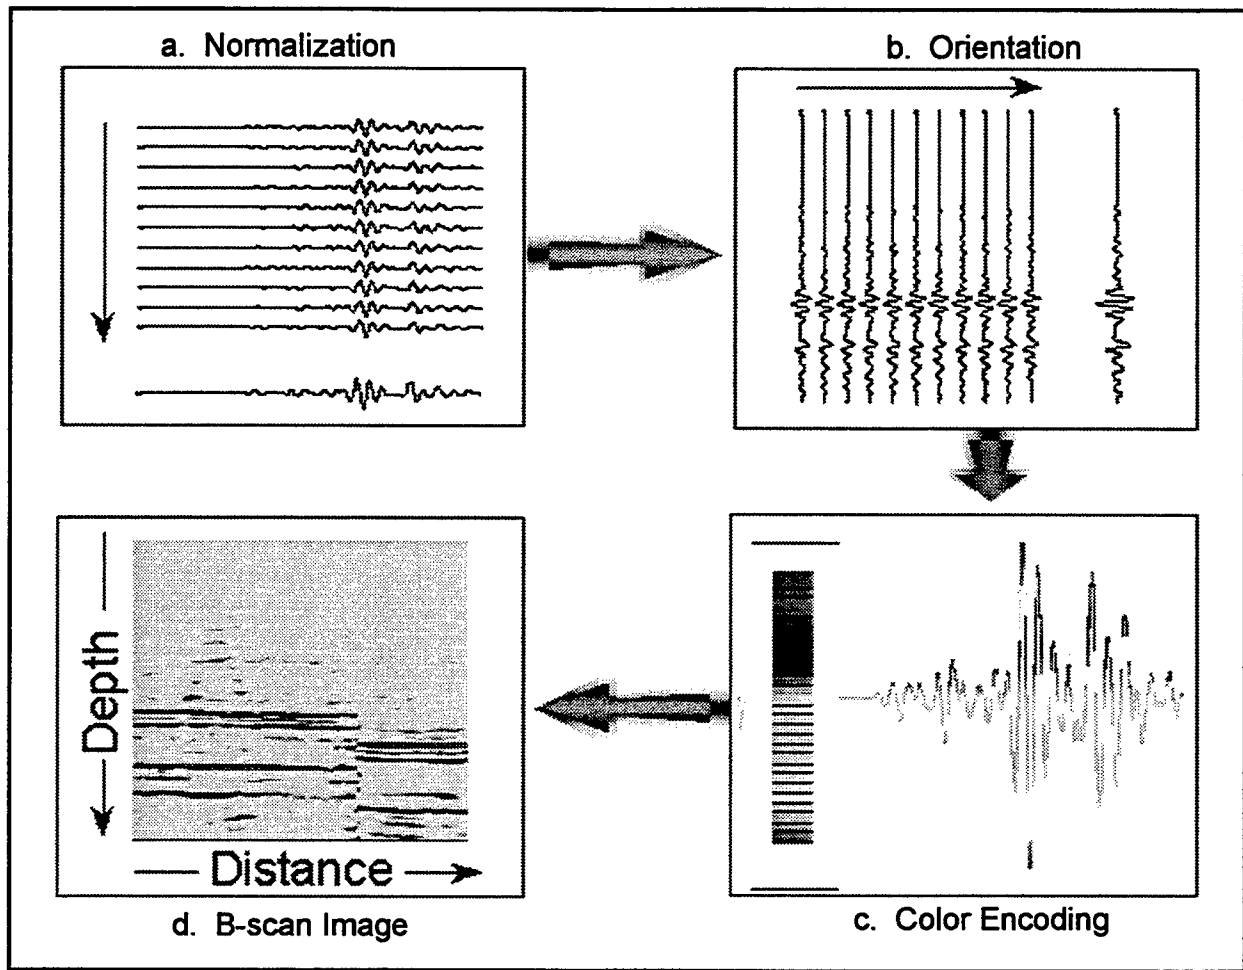 a. Normalization
b. Orientation
Depth
Distance
d. B-scan Image
c. Color Encoding